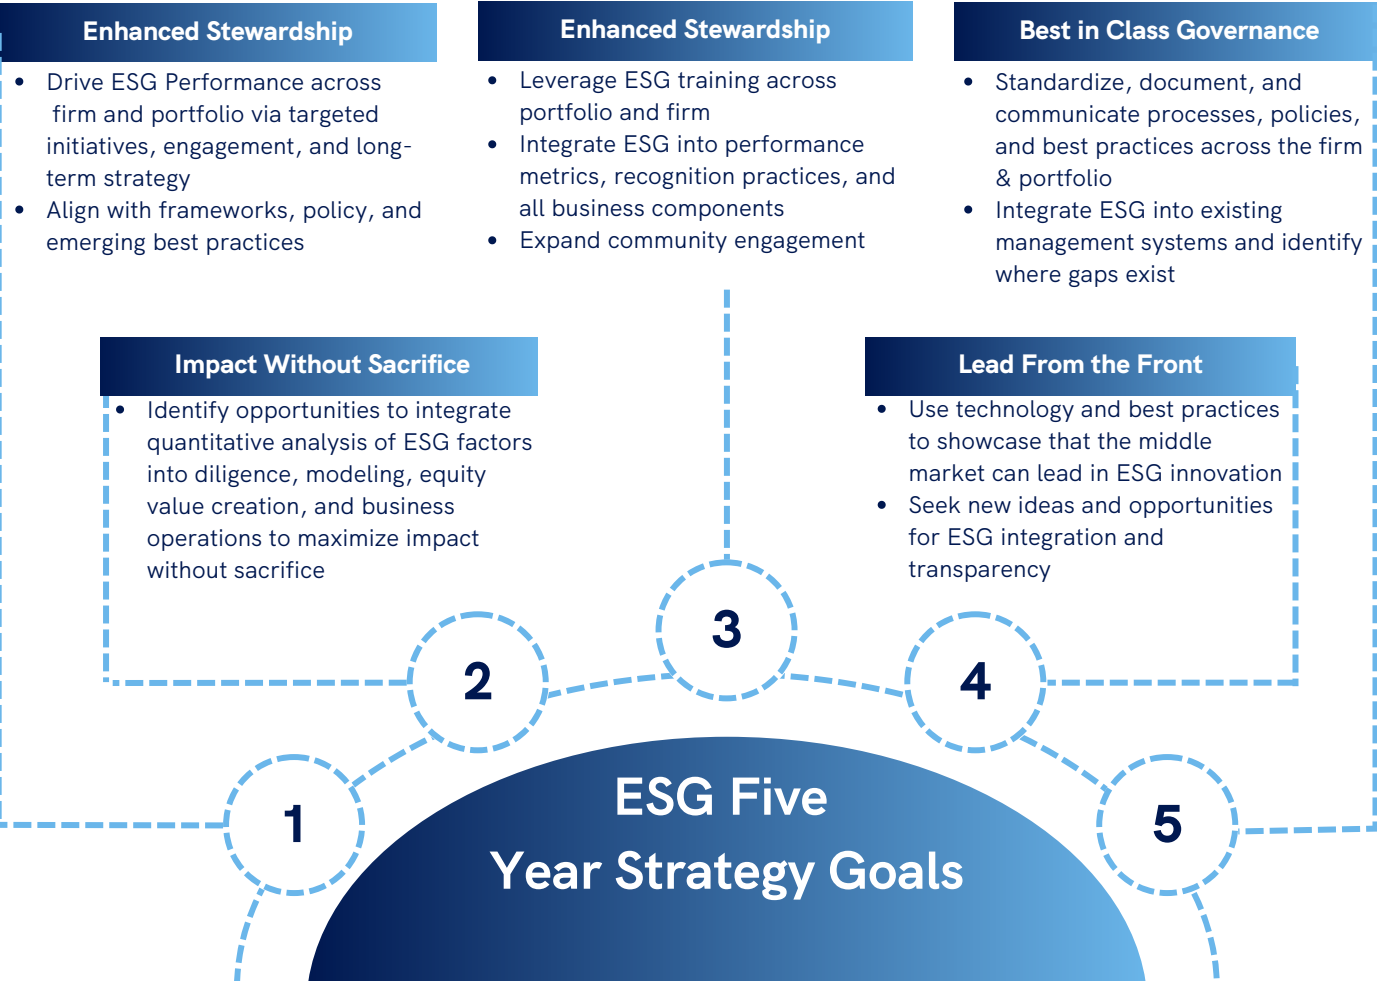 Enhanced Stewardship
• Drive ESG Performance across
firm and portfolio via targeted
initiatives, engagement, and long-
term strategy
• Align with frameworks, policy, and
emerging best practices
Enhanced Stewardship
• Leverage ESG training across
portfolio and firm
• Integrate ESG into performance
metrics, recognition practices, and
all business components
• Expand community engagement
Best in Class Governance
• Standardize, document, and
communicate processes, policies,
and best practices across the firm
& portfolio
• Integrate ESG into existing
management systems and identify
where gaps exist
Impact Without Sacrifice
• Identify opportunities to integrate
quantitative analysis of ESG factors
into diligence, modeling, equity
value creation, and business
operations to maximize impact
without sacrifice
Lead From the Front
• Use technology and best practices
to showcase that the middle
market can lead in ESG innovation
• Seek new ideas and opportunities
for ESG integration and
transparency
1
2
3
4
5
ESG Five
Year Strategy Goals